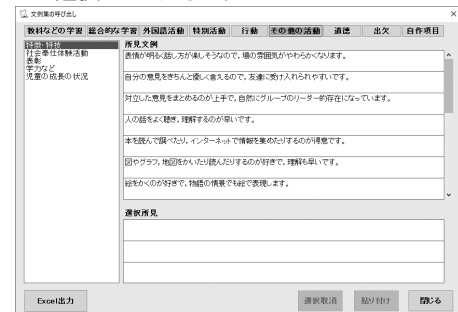 文例集の呼び出し
教科などの学習 総合的な学習 外国語活動 特別活動 行動 その他の活動 道徳 出欠 自作項目
特徴・特技
社会奉仕体験活動
表彰
学力など
児童の成長の状況
所見文例
表情が明るく話し方が楽しそうなので、場の雰囲気がやわらかくなります。
自分の意見をきちんと優しく言えるので、友達に受け入れられやすいです。
対立した意見をまとめるのが上手で、自然にグループのリーダー的存在になっています。
人の話をよく聴き、理解するのが早いです。
本を読んで調べたり、インターネットで情報を集めたりするのが得意です。
図やグラフ、地図をかいたり読んだりするのが好きで、理解も早いです。
絵をかくのが好きで、物語の情景でも絵で表現します。
選択所見
Excel出力 選択取消 貼り付け 閉じる